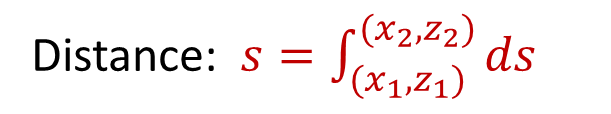 Distance: s = ∫_{(x₁,z₁)}^{(x₂,z₂)} ds